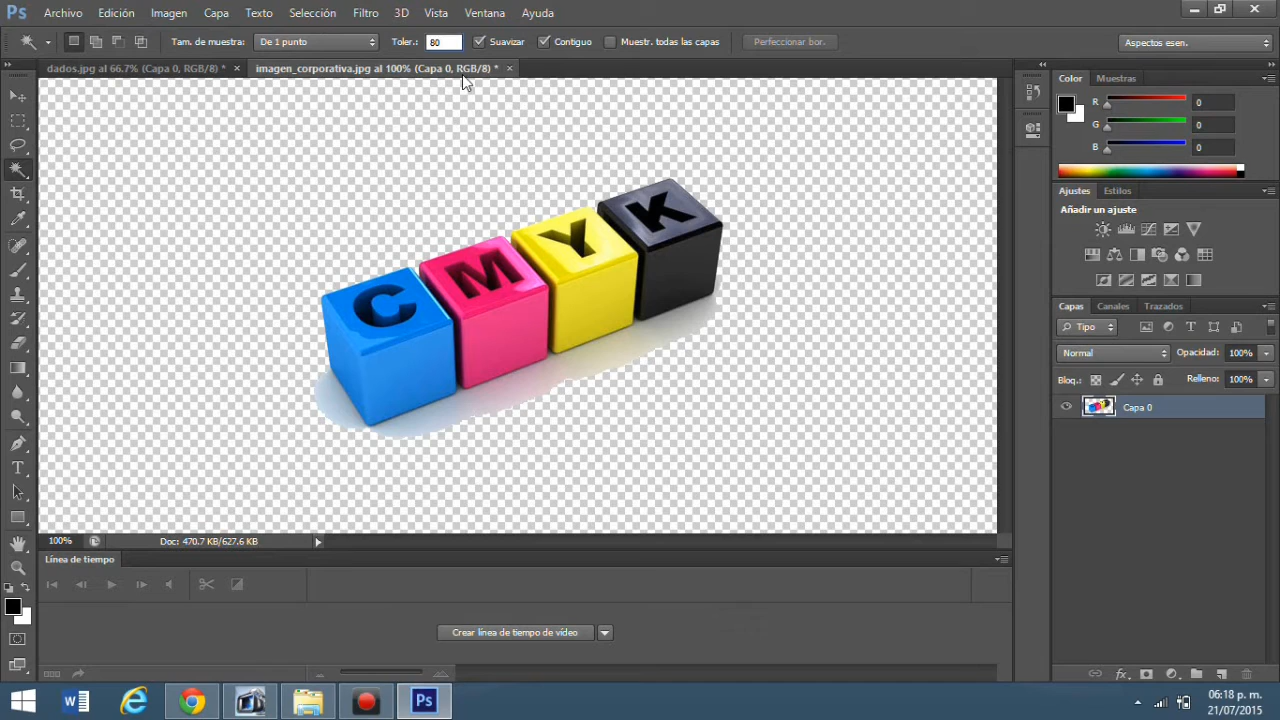 Ps Archivo Edición Imagen Capa Texto Selección Filtro 3D Vista Ventana Ayuda
Tam. de muestra: De 1 punto Toler.: 80 Suavizar Contiguo Muestr. todas las capas Perfeccionar bor. Aspectos esen.
dados.jpg al 66.7% (Capa 0, RGB/8) * × imagen_corporativa.jpg al 100% (Capa 0, RGB/8) * ×
Color Muestras
R 0
G 0
B 0
Ajustes Estilos
Añadir un ajuste
C M Y K
Capas Canales Trazados
Tipo
Normal Opacidad: 100%
Bloq.: Relleno: 100%
Capa 0
100% Doc: 470.7 KB/627.6 KB
Línea de tiempo
Crear línea de tiempo de vídeo
fx
W Ps
06:18 p. m.
21/07/2015